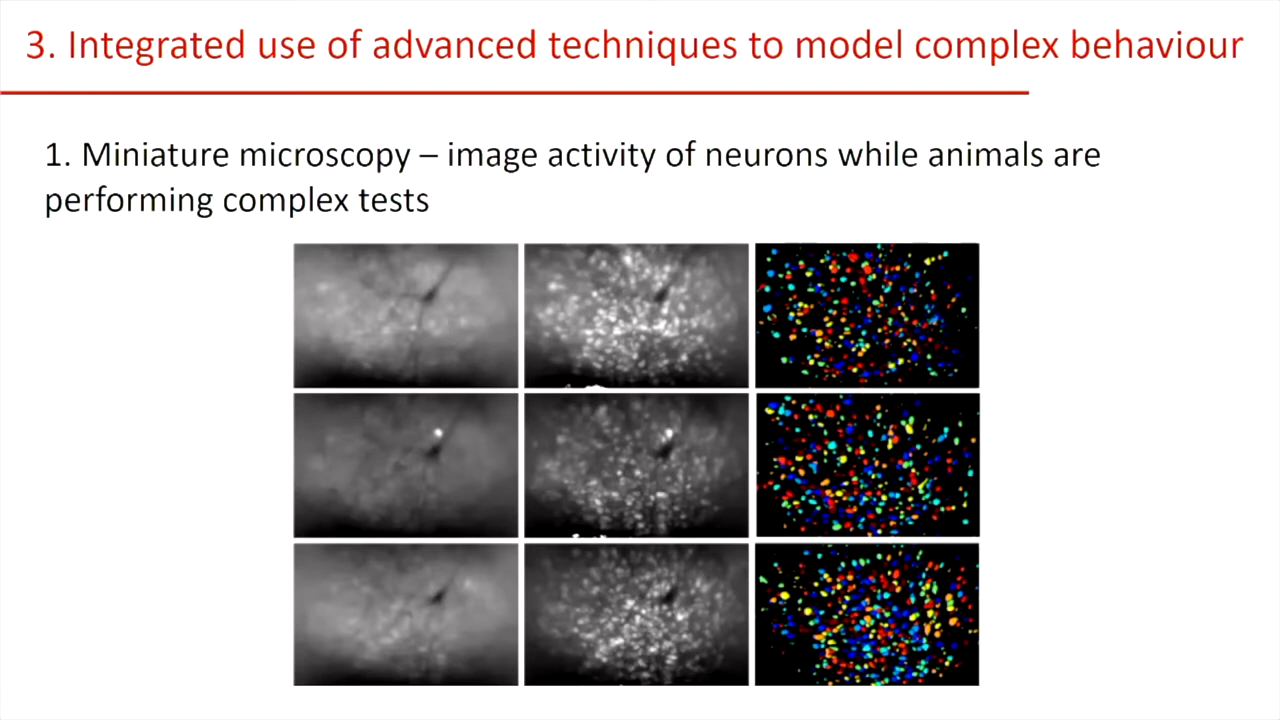 3. Integrated use of advanced techniques to model complex behaviour
1. Miniature microscopy – image activity of neurons while animals are
performing complex tests